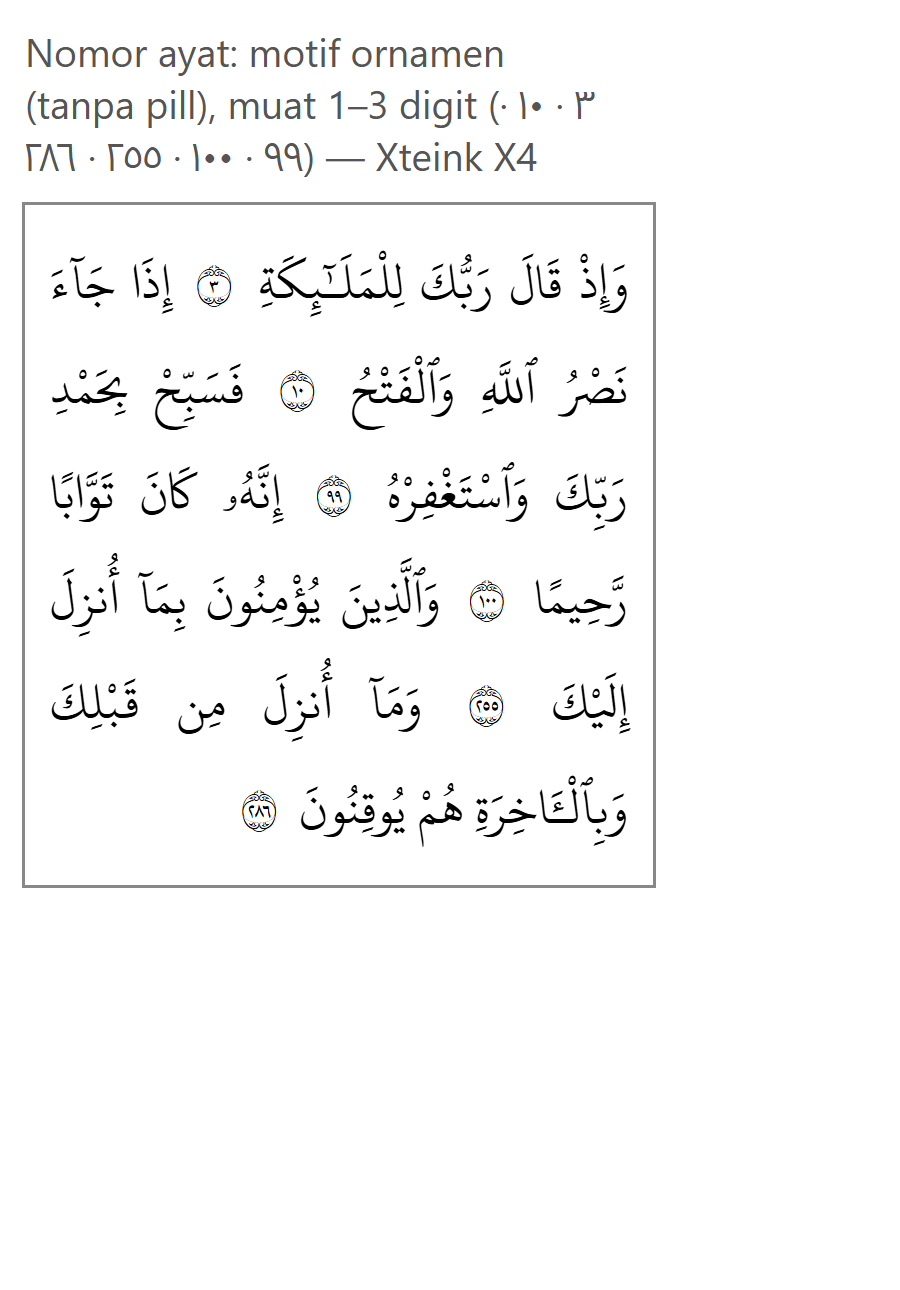 Nomor ayat: motif ornamen
(tanpa pill), muat 1–3 digit (٣ · ١٠ ·
٩٩ · ١٠٠ · ٢٥٥ · ٢٨٦) — Xteink X4
وَإِذْ قَالَ رَبُّكَ لِلْمَلَـٰٓئِكَةِ ٣ إِذَا جَآءَ
نَصْرُ ٱللَّهِ وَٱلْفَتْحُ ١٠ فَسَبِّحْ بِحَمْدِ
رَبِّكَ وَٱسْتَغْفِرْهُ ٩٩ إِنَّهُۥ كَانَ تَوَّابًا
رَّحِيمًا ١٠٠ وَٱلَّذِينَ يُؤْمِنُونَ بِمَآ أُنزِلَ
إِلَيْكَ ٢٥٥ وَمَآ أُنزِلَ مِن قَبْلِكَ
وَبِٱلْـَٔاخِرَةِ هُمْ يُوقِنُونَ ٢٨٦